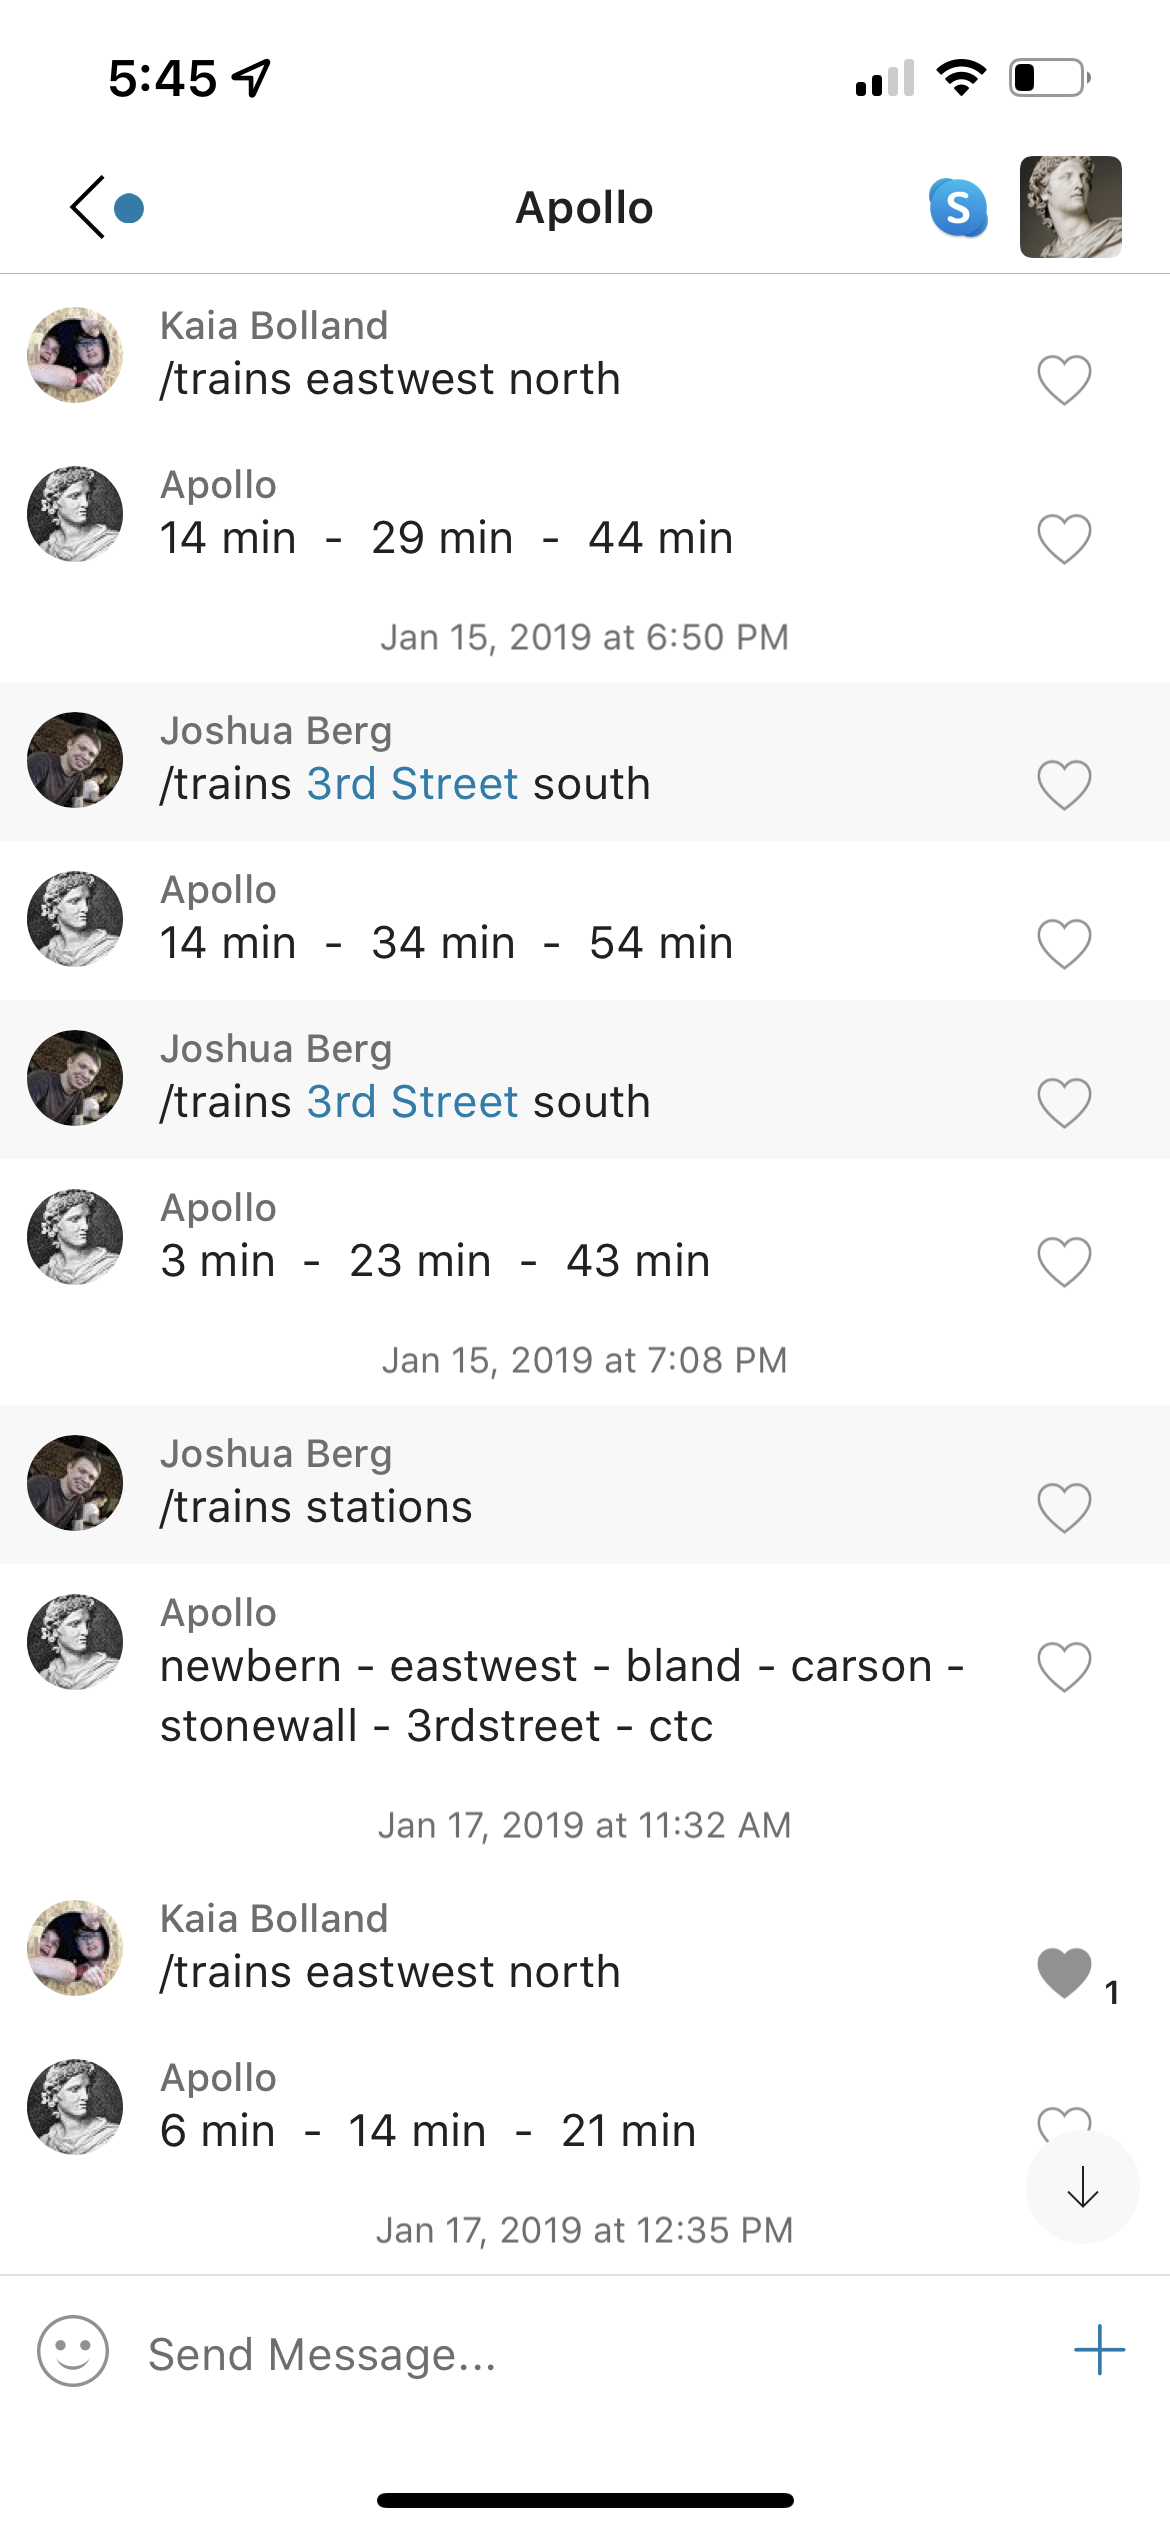 5:45
Apollo
S
Kaia Bolland
/trains eastwest north
Apollo
14 min - 29 min - 44 min
Jan 15, 2019 at 6:50 PM
Joshua Berg
/trains 3rd Street south
Apollo
14 min - 34 min - 54 min
Joshua Berg
/trains 3rd Street south
Apollo
3 min - 23 min - 43 min
Jan 15, 2019 at 7:08 PM
Joshua Berg
/trains stations
Apollo
newbern - eastwest - bland - carson -
stonewall - 3rdstreet - ctc
Jan 17, 2019 at 11:32 AM
Kaia Bolland
/trains eastwest north
1
Apollo
6 min - 14 min - 21 min
Jan 17, 2019 at 12:35 PM
Send Message...